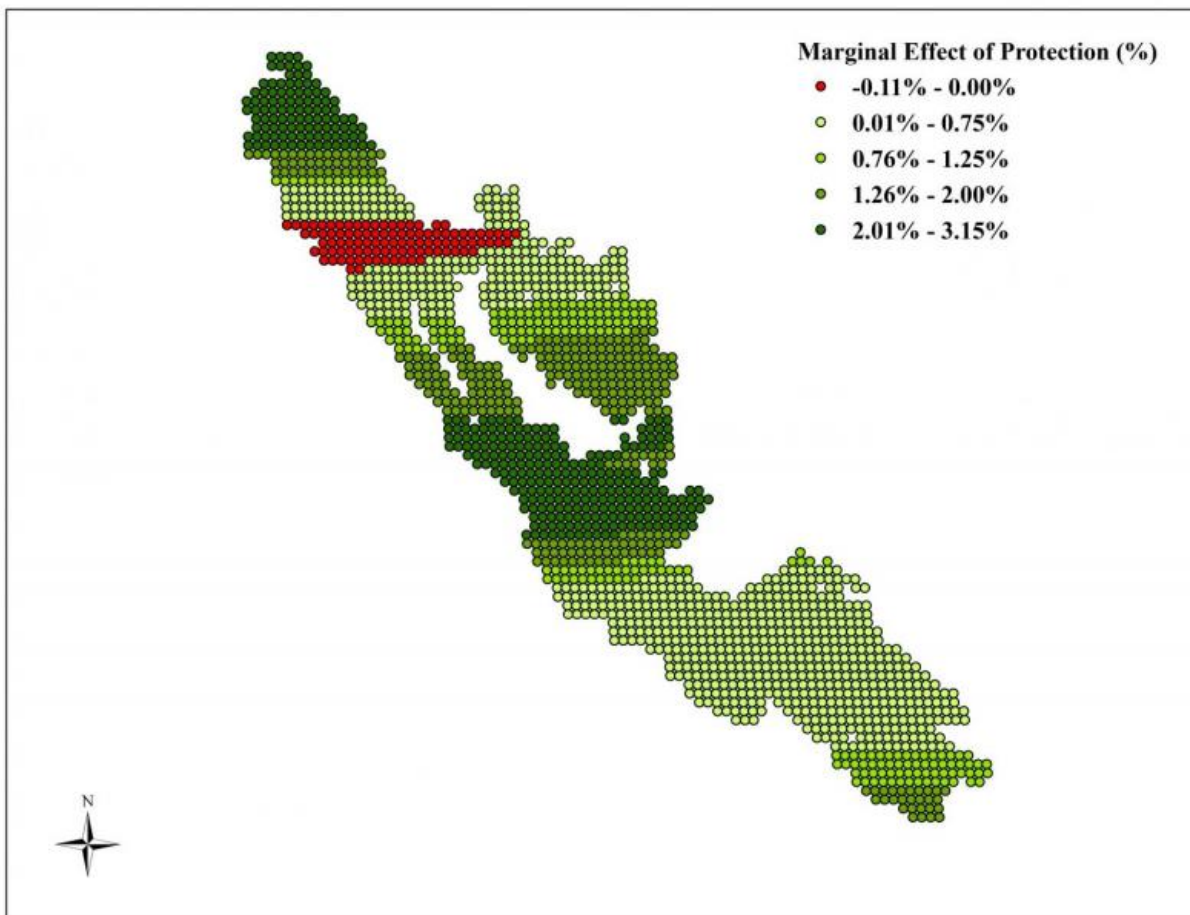 Marginal Effect of Protection (%)
-0.11% - 0.00%
0.01% - 0.75%
0.76% - 1.25%
1.26% - 2.00%
2.01% - 3.15%
N